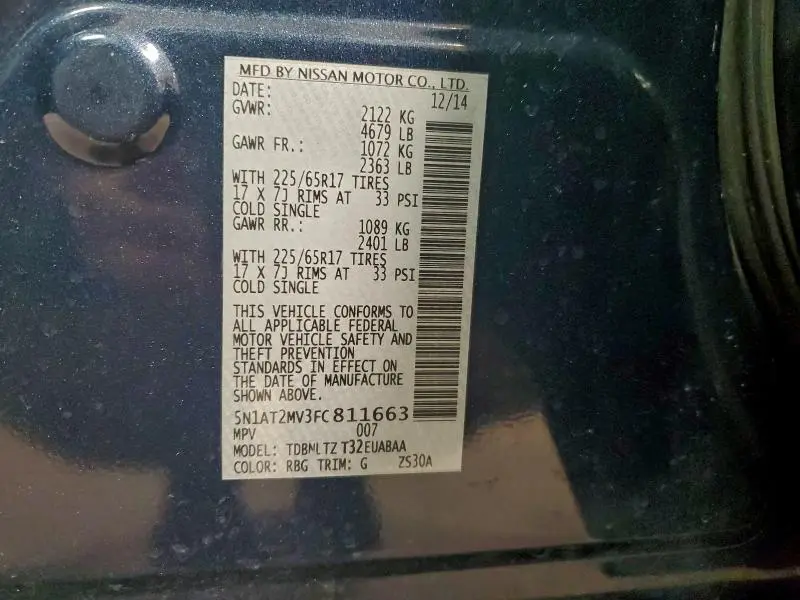 MFD BY NISSAN MOTOR CO., LTD.
DATE: 12/14
GVWR: 2122 KG
4679 LB
GAWR FR.: 1072 KG
2363 LB
WITH 225/65R17 TIRES
17 X 7J RIMS AT 33 PSI
COLD SINGLE
GAWR RR.: 1089 KG
2401 LB
WITH 225/65R17 TIRES
17 X 7J RIMS AT 33 PSI
COLD SINGLE
THIS VEHICLE CONFORMS TO
ALL APPLICABLE FEDERAL
MOTOR VEHICLE SAFETY AND
THEFT PREVENTION
STANDARDS IN EFFECT ON
THE DATE OF MANUFACTURE
SHOWN ABOVE.
5N1AT2MV3FC811663
MPV 007
MODEL: TDBNLTZ T32EUABAA
COLOR: RBG TRIM: G ZS30A